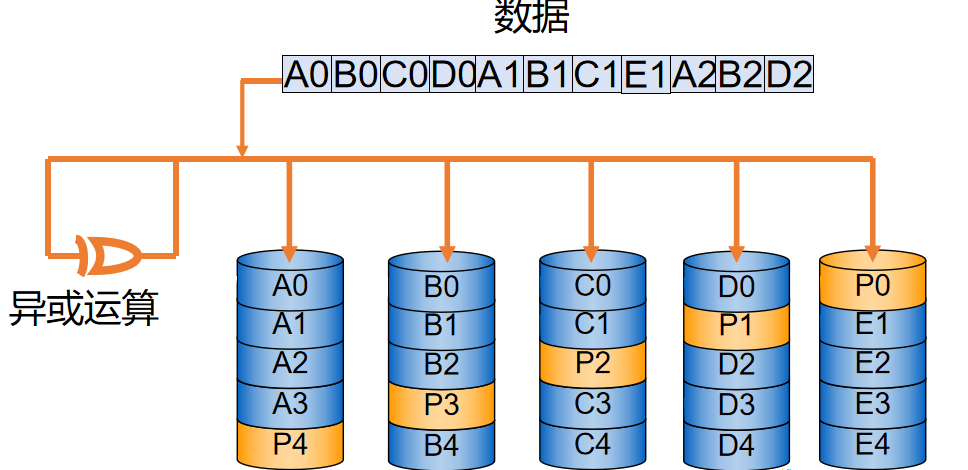 数据
A0 B0 C0 D0 A1 B1 C1 E1 A2 B2 D2
异或运算
A0 B0 C0 D0 P0
A1 B1 C1 P1 E1
A2 B2 P2 D2 E2
A3 P3 C3 D3 E3
P4 B4 C4 D4 E4